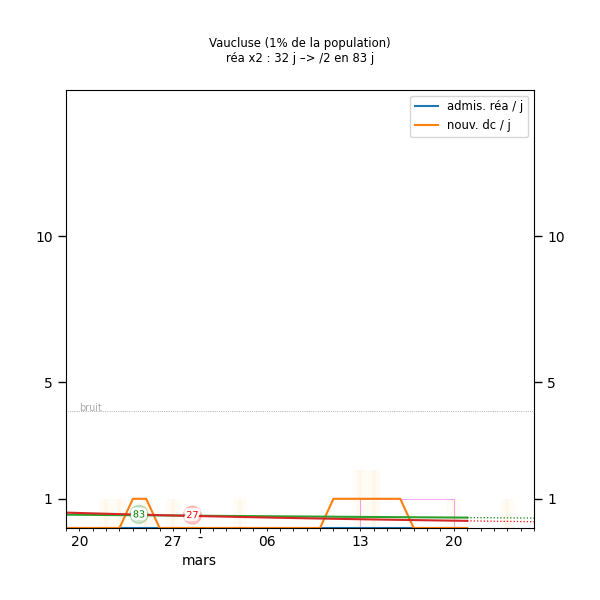 Vaucluse (1% de la population)
réa x2 : 32 j –> /2 en 83 j
admis. réa / j
nouv. dc / j
10 10
5 5
bruit
1 1
83 27
20 27 - 06 13 20
mars